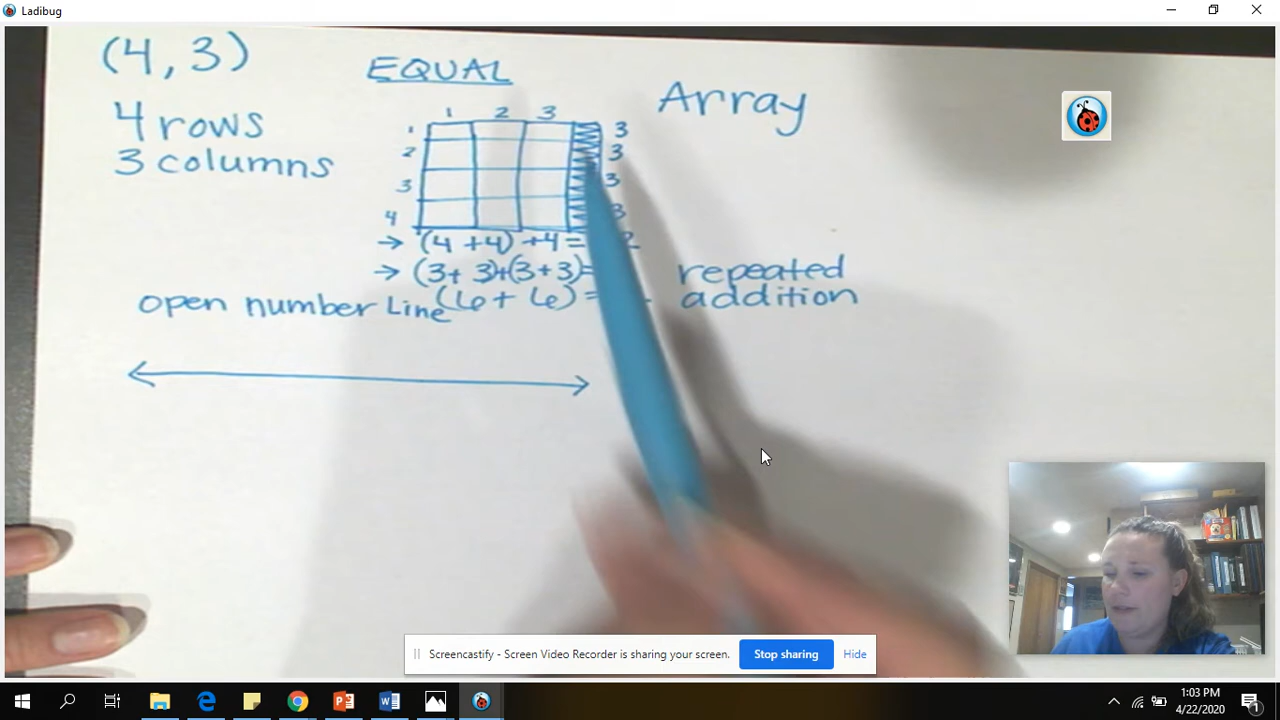 Ladibug
(4, 3)
EQUAL
Array
4 rows
3 columns
1 2 3
1 3
2 3
3 3
4 3
→ (4 + 4) + 4 =
→ (3 + 3) + (3 + 3) =
(6 + 6) =
repeated
addition
open number Line
Screencastify - Screen Video Recorder is sharing your screen.
Stop sharing
Hide
1:03 PM
4/22/2020
1